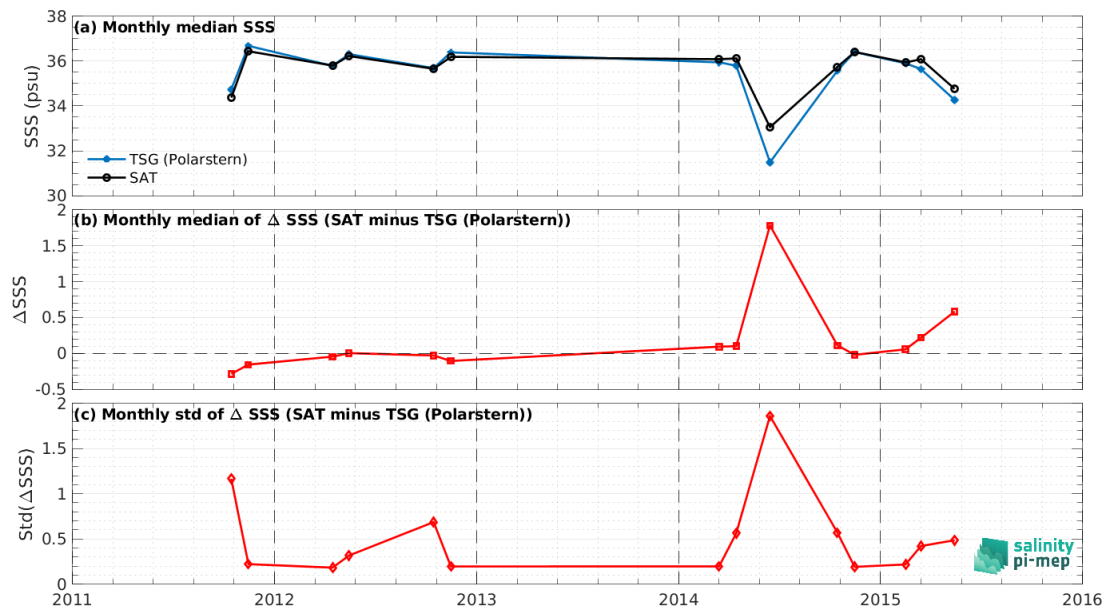 (a) Monthly median SSS
38
36
34
32
30
SSS (psu)
TSG (Polarstern)
SAT
(b) Monthly median of Δ SSS (SAT minus TSG (Polarstern))
2
1.5
1
0.5
0
-0.5
ΔSSS
(c) Monthly std of Δ SSS (SAT minus TSG (Polarstern))
2
1.5
1
0.5
0
Std(ΔSSS)
salinity
pi-mep
2011 2012 2013 2014 2015 2016